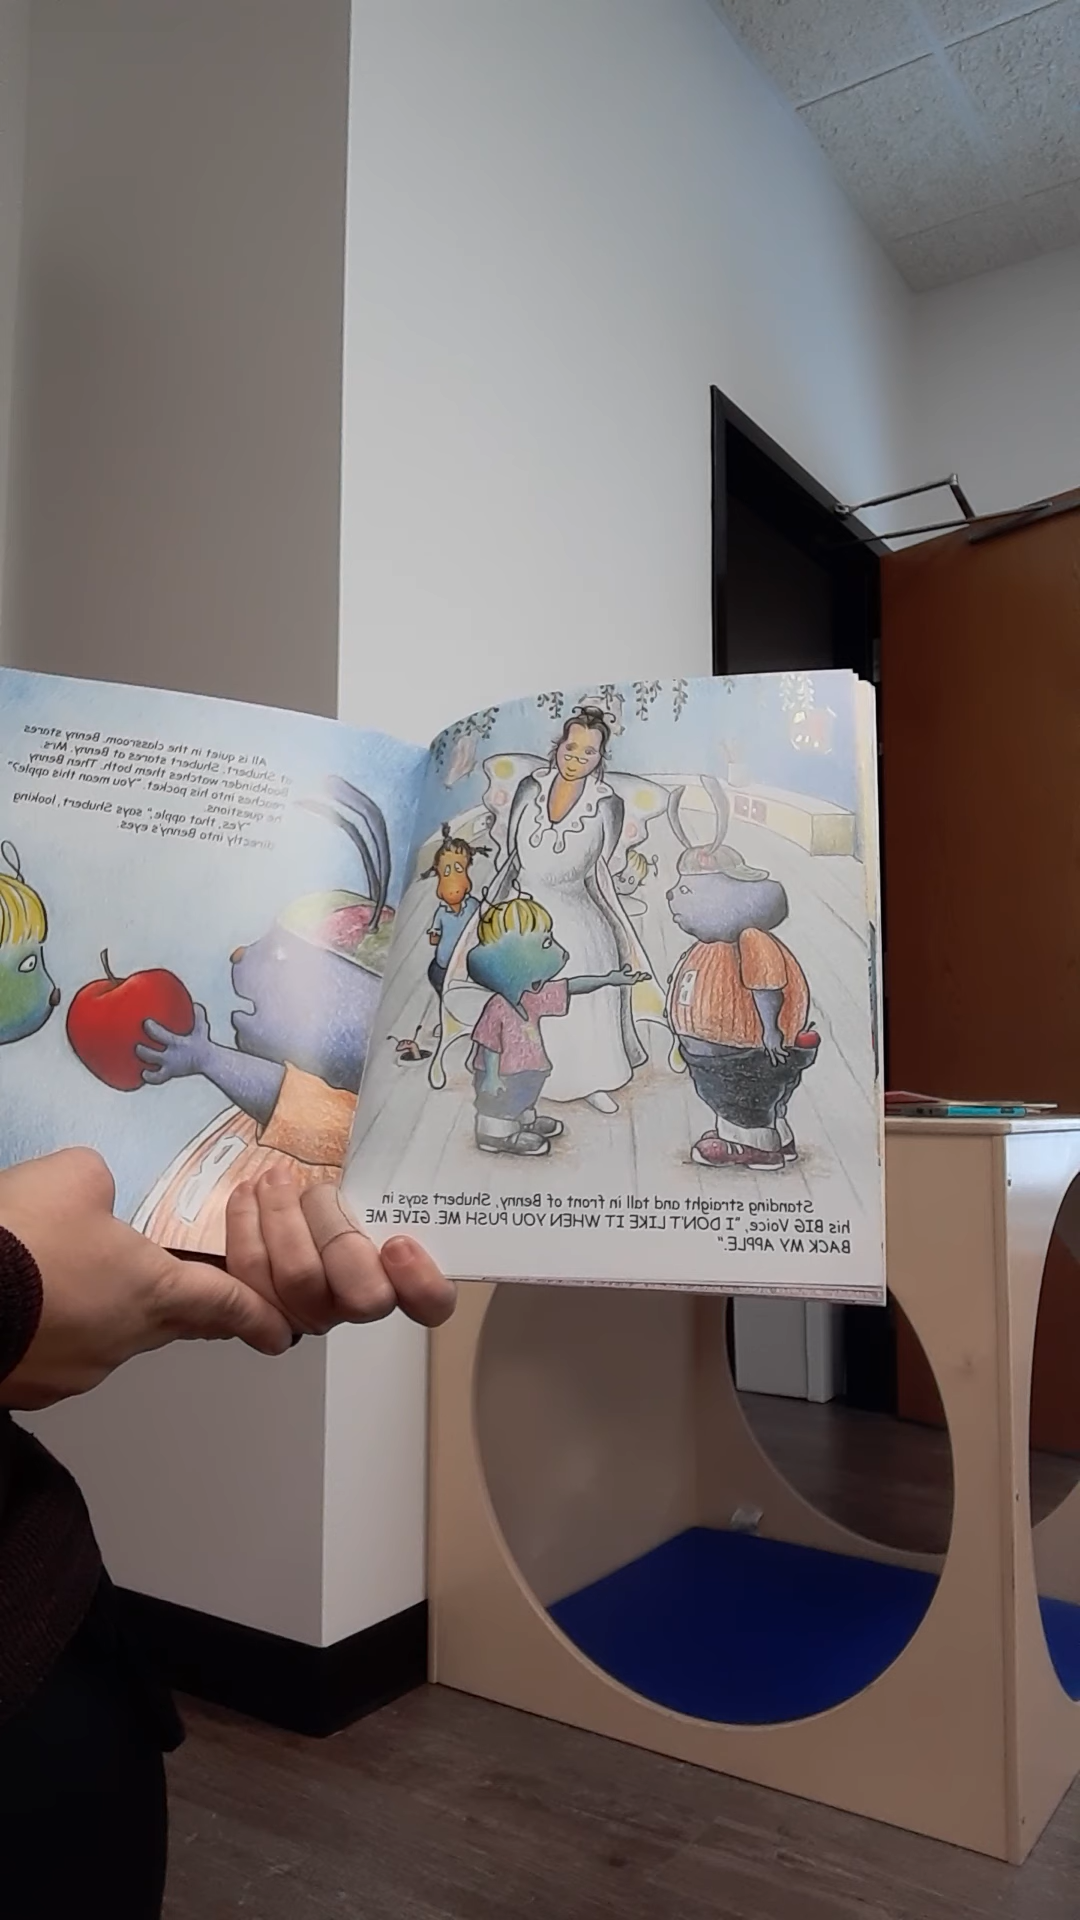 Standing straight and tall in front of Benny, Shubert says in
his BIG Voice, "I DON'T LIKE IT WHEN YOU PUSH ME. GIVE ME
BACK MY APPLE."
All is quiet in the classroom. Benny stares
at Shubert. Shubert stares at Benny. Mrs.
Bookbinder watches them both. Then Benny
reaches into his pocket. "You mean this apple?"
he questions.
"Yes, that apple," says Shubert, looking
directly into Benny's eyes.